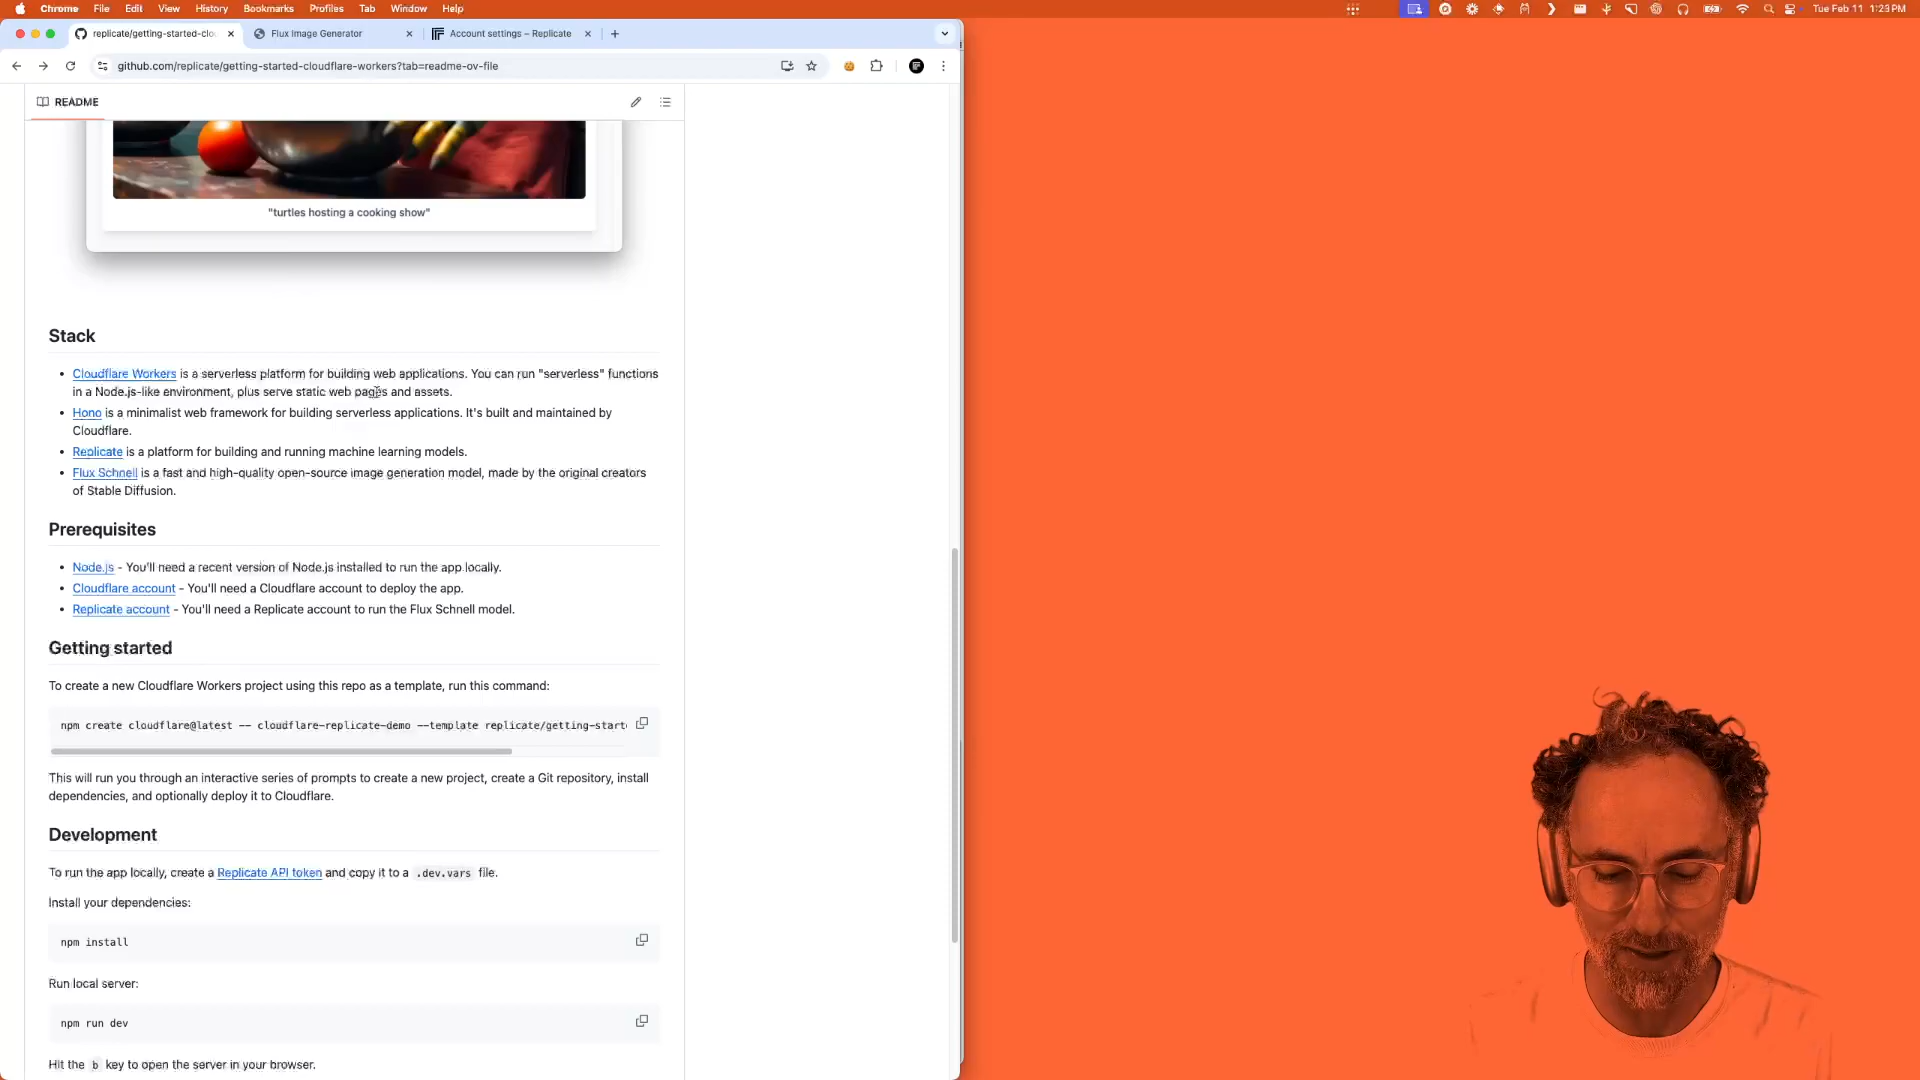 Chrome File Edit View History Bookmarks Profiles Tab Window Help Tue Feb 11 1:23 PM
replicate/getting-started-clou Flux Image Generator Account settings – Replicate
github.com/replicate/getting-started-cloudflare-workers?tab=readme-ov-file
README
"turtles hosting a cooking show"
Stack
Cloudflare Workers is a serverless platform for building web applications. You can run "serverless" functions
in a Node.js-like environment, plus serve static web pages and assets.
Hono is a minimalist web framework for building serverless applications. It's built and maintained by
Cloudflare.
Replicate is a platform for building and running machine learning models.
Flux Schnell is a fast and high-quality open-source image generation model, made by the original creators
of Stable Diffusion.
Prerequisites
Node.js - You'll need a recent version of Node.js installed to run the app locally.
Cloudflare account - You'll need a Cloudflare account to deploy the app.
Replicate account - You'll need a Replicate account to run the Flux Schnell model.
Getting started
To create a new Cloudflare Workers project using this repo as a template, run this command:
npm create cloudflare@latest -- cloudflare-replicate-demo --template replicate/getting-start
This will run you through an interactive series of prompts to create a new project, create a Git repository, install
dependencies, and optionally deploy it to Cloudflare.
Development
To run the app locally, create a Replicate API token and copy it to a .dev.vars file.
Install your dependencies:
npm install
Run local server:
npm run dev
Hit the b key to open the server in your browser.